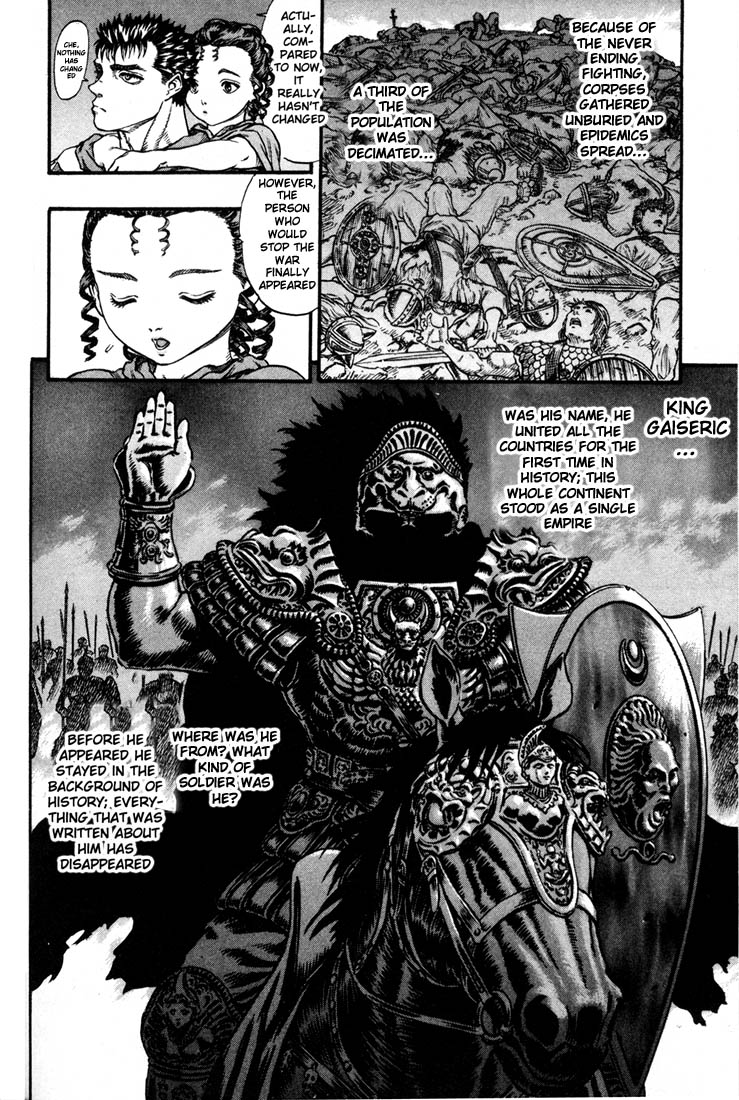 BECAUSE OF
THE NEVER
ENDING
FIGHTING,
CORPSES
GATHERED
UNBURIED AND
EPIDEMICS
SPREAD...
A THIRD OF
THE
POPULATION
WAS
DECIMATED...
ACTU-
ALLY,
COM-
PARED
TO NOW,
IT
REALLY
HASN'T
CHANGED
CHE,
NOTHING
HAS
CHANG
ED
HOWEVER,
THE
PERSON
WHO
WOULD
STOP THE
WAR
FINALLY
APPEARED
KING
GAISERIC
...
WAS HIS NAME, HE
UNITED ALL THE
COUNTRIES FOR THE
FIRST TIME IN
HISTORY; THIS
WHOLE CONTINENT
STOOD AS A SINGLE
EMPIRE
WHERE WAS HE
FROM? WHAT
KIND OF
SOLDIER WAS
HE?
BEFORE HE
APPEARED HE
STAYED IN THE
BACKGROUND OF
HISTORY; EVERY-
THING THAT WAS
WRITTEN ABOUT
HIM HAS
DISAPPEARED